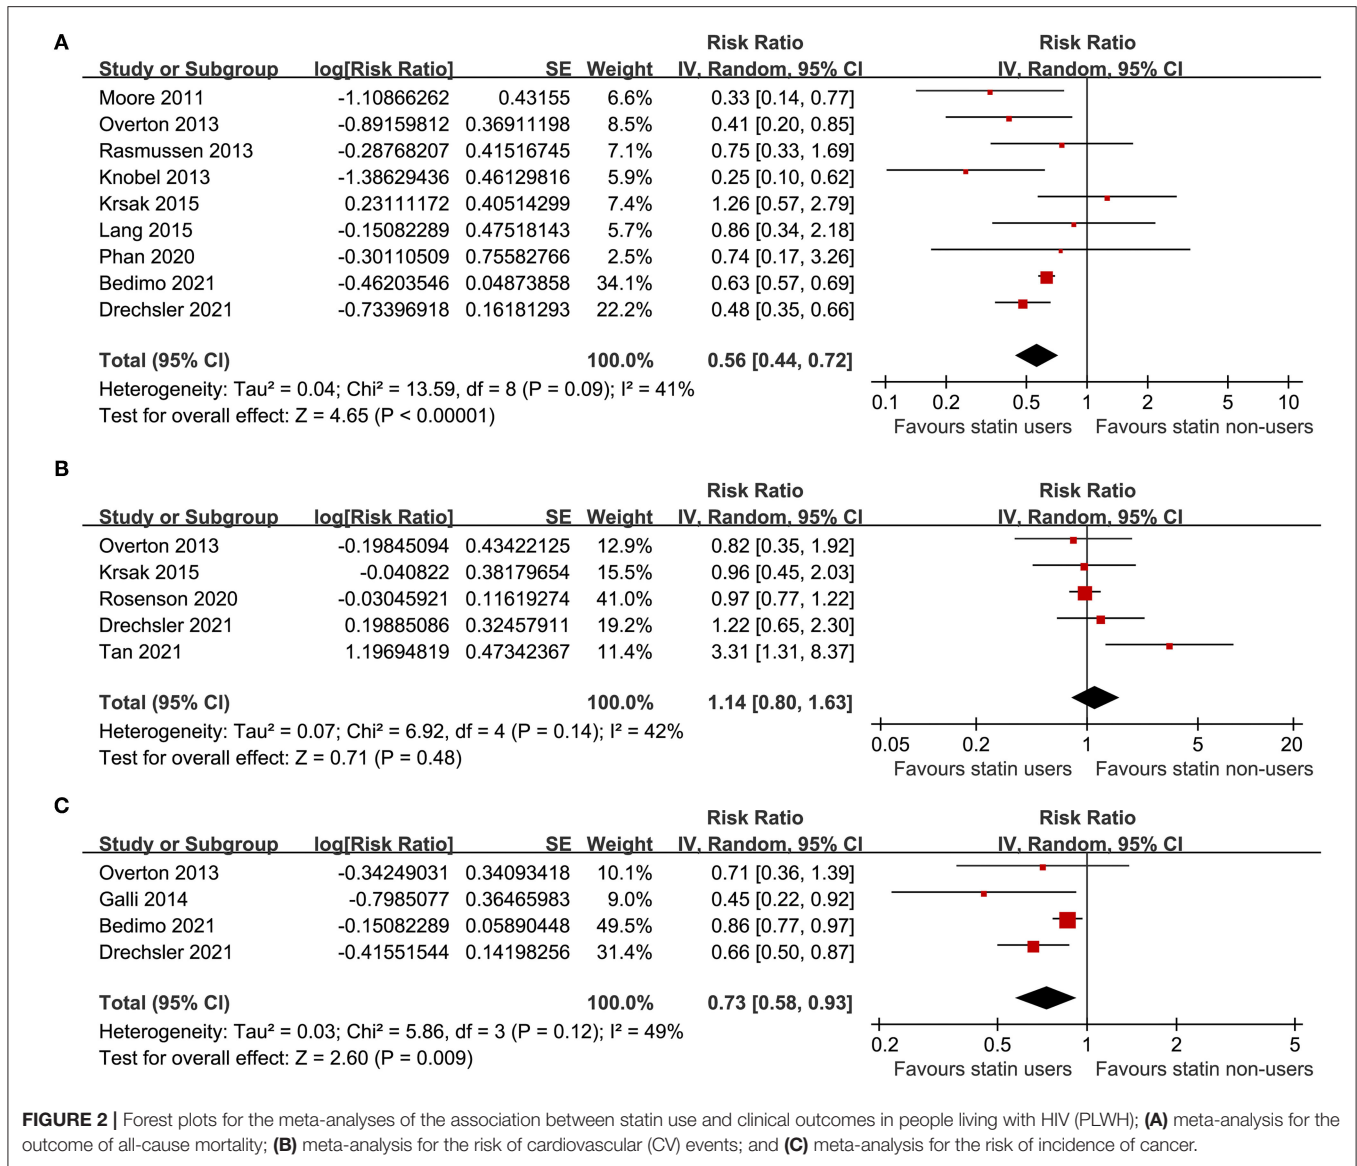 A
Risk Ratio Risk Ratio
Study or Subgroup log[Risk Ratio] SE Weight IV, Random, 95% CI IV, Random, 95% CI
Moore 2011 -1.10866262 0.43155 6.6% 0.33 [0.14, 0.77]
Overton 2013 -0.89159812 0.36911198 8.5% 0.41 [0.20, 0.85]
Rasmussen 2013 -0.28768207 0.41516745 7.1% 0.75 [0.33, 1.69]
Knobel 2013 -1.38629436 0.46129816 5.9% 0.25 [0.10, 0.62]
Krsak 2015 0.23111172 0.40514299 7.4% 1.26 [0.57, 2.79]
Lang 2015 -0.15082289 0.47518143 5.7% 0.86 [0.34, 2.18]
Phan 2020 -0.30110509 0.75582766 2.5% 0.74 [0.17, 3.26]
Bedimo 2021 -0.46203546 0.04873858 34.1% 0.63 [0.57, 0.69]
Drechsler 2021 -0.73396918 0.16181293 22.2% 0.48 [0.35, 0.66]
Total (95% CI) 100.0% 0.56 [0.44, 0.72]
Heterogeneity: Tau² = 0.04; Chi² = 13.59, df = 8 (P = 0.09); I² = 41%
Test for overall effect: Z = 4.65 (P < 0.00001)
0.1 0.2 0.5 1 2 5 10
Favours statin users Favours statin non-users
B
Risk Ratio Risk Ratio
Study or Subgroup log[Risk Ratio] SE Weight IV, Random, 95% CI IV, Random, 95% CI
Overton 2013 -0.19845094 0.43422125 12.9% 0.82 [0.35, 1.92]
Krsak 2015 -0.040822 0.38179654 15.5% 0.96 [0.45, 2.03]
Rosenson 2020 -0.03045921 0.11619274 41.0% 0.97 [0.77, 1.22]
Drechsler 2021 0.19885086 0.32457911 19.2% 1.22 [0.65, 2.30]
Tan 2021 1.19694819 0.47342367 11.4% 3.31 [1.31, 8.37]
Total (95% CI) 100.0% 1.14 [0.80, 1.63]
Heterogeneity: Tau² = 0.07; Chi² = 6.92, df = 4 (P = 0.14); I² = 42%
Test for overall effect: Z = 0.71 (P = 0.48)
0.05 0.2 1 5 20
Favours statin users Favours statin non-users
C
Risk Ratio Risk Ratio
Study or Subgroup log[Risk Ratio] SE Weight IV, Random, 95% CI IV, Random, 95% CI
Overton 2013 -0.34249031 0.34093418 10.1% 0.71 [0.36, 1.39]
Galli 2014 -0.7985077 0.36465983 9.0% 0.45 [0.22, 0.92]
Bedimo 2021 -0.15082289 0.05890448 49.5% 0.86 [0.77, 0.97]
Drechsler 2021 -0.41551544 0.14198256 31.4% 0.66 [0.50, 0.87]
Total (95% CI) 100.0% 0.73 [0.58, 0.93]
Heterogeneity: Tau² = 0.03; Chi² = 5.86, df = 3 (P = 0.12); I² = 49%
Test for overall effect: Z = 2.60 (P = 0.009)
0.2 0.5 1 2 5
Favours statin users Favours statin non-users
FIGURE 2 | Forest plots for the meta-analyses of the association between statin use and clinical outcomes in people living with HIV (PLWH); (A) meta-analysis for the
outcome of all-cause mortality; (B) meta-analysis for the risk of cardiovascular (CV) events; and (C) meta-analysis for the risk of incidence of cancer.